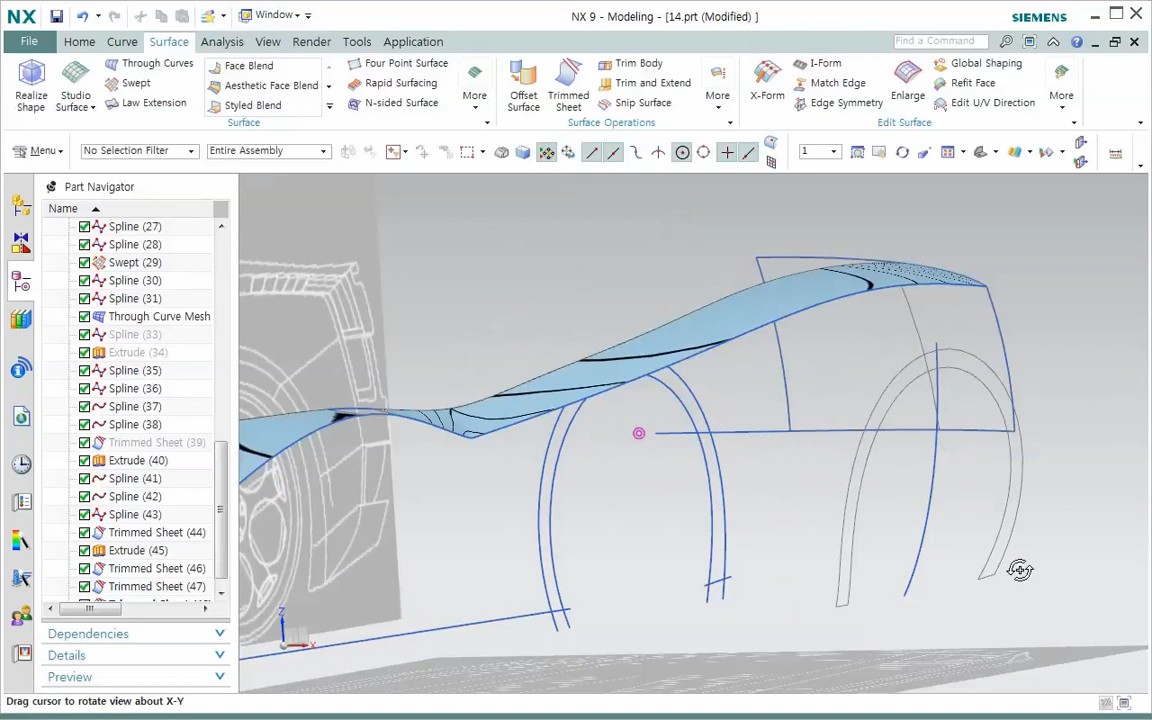 NX
Window
NX 9 - Modeling - [14.prt (Modified) ]
SIEMENS
File
Home
Curve
Surface
Analysis
View
Render
Tools
Application
Find a Command
Realize Shape
Studio Surface
Through Curves
Swept
Law Extension
Face Blend
Aesthetic Face Blend
Styled Blend
Four Point Surface
Rapid Surfacing
N-sided Surface
More
Surface
Offset Surface
Trimmed Sheet
Trim Body
Trim and Extend
Snip Surface
More
Surface Operations
X-Form
I-Form
Match Edge
Edge Symmetry
Enlarge
Global Shaping
Refit Face
Edit U/V Direction
More
Edit Surface
Menu
No Selection Filter
Entire Assembly
1
Part Navigator
Name
Spline (27)
Spline (28)
Swept (29)
Spline (30)
Spline (31)
Through Curve Mesh
Spline (33)
Extrude (34)
Spline (35)
Spline (36)
Spline (37)
Spline (38)
Trimmed Sheet (39)
Extrude (40)
Spline (41)
Spline (42)
Spline (43)
Trimmed Sheet (44)
Extrude (45)
Trimmed Sheet (46)
Trimmed Sheet (47)
Dependencies
Details
Preview
Z
X
Drag cursor to rotate view about X-Y